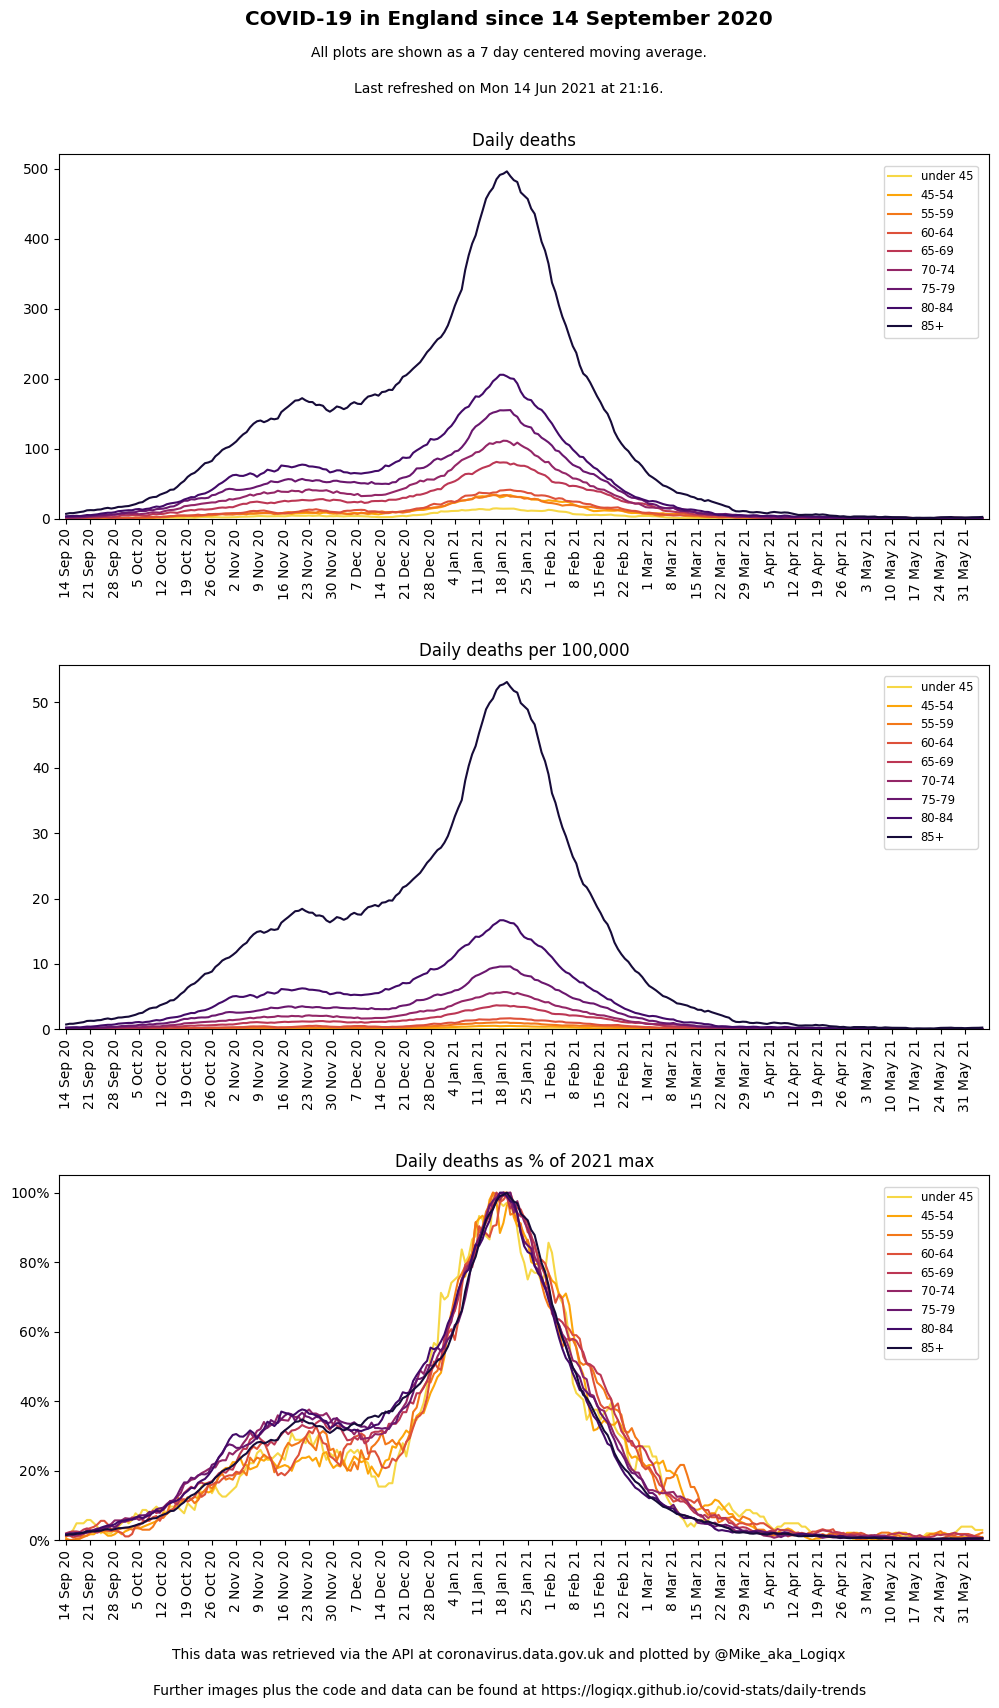 COVID-19 in England since 14 September 2020
All plots are shown as a 7 day centered moving average.
Last refreshed on Mon 14 Jun 2021 at 21:16.
Daily deaths
500
400
300
200
100
0
under 45
45-54
55-59
60-64
65-69
70-74
75-79
80-84
85+
14 Sep 20
21 Sep 20
28 Sep 20
5 Oct 20
12 Oct 20
19 Oct 20
26 Oct 20
2 Nov 20
9 Nov 20
16 Nov 20
23 Nov 20
30 Nov 20
7 Dec 20
14 Dec 20
21 Dec 20
28 Dec 20
4 Jan 21
11 Jan 21
18 Jan 21
25 Jan 21
1 Feb 21
8 Feb 21
15 Feb 21
22 Feb 21
1 Mar 21
8 Mar 21
15 Mar 21
22 Mar 21
29 Mar 21
5 Apr 21
12 Apr 21
19 Apr 21
26 Apr 21
3 May 21
10 May 21
17 May 21
24 May 21
31 May 21
Daily deaths per 100,000
50
40
30
20
10
0
under 45
45-54
55-59
60-64
65-69
70-74
75-79
80-84
85+
14 Sep 20
21 Sep 20
28 Sep 20
5 Oct 20
12 Oct 20
19 Oct 20
26 Oct 20
2 Nov 20
9 Nov 20
16 Nov 20
23 Nov 20
30 Nov 20
7 Dec 20
14 Dec 20
21 Dec 20
28 Dec 20
4 Jan 21
11 Jan 21
18 Jan 21
25 Jan 21
1 Feb 21
8 Feb 21
15 Feb 21
22 Feb 21
1 Mar 21
8 Mar 21
15 Mar 21
22 Mar 21
29 Mar 21
5 Apr 21
12 Apr 21
19 Apr 21
26 Apr 21
3 May 21
10 May 21
17 May 21
24 May 21
31 May 21
Daily deaths as % of 2021 max
100%
80%
60%
40%
20%
0%
under 45
45-54
55-59
60-64
65-69
70-74
75-79
80-84
85+
14 Sep 20
21 Sep 20
28 Sep 20
5 Oct 20
12 Oct 20
19 Oct 20
26 Oct 20
2 Nov 20
9 Nov 20
16 Nov 20
23 Nov 20
30 Nov 20
7 Dec 20
14 Dec 20
21 Dec 20
28 Dec 20
4 Jan 21
11 Jan 21
18 Jan 21
25 Jan 21
1 Feb 21
8 Feb 21
15 Feb 21
22 Feb 21
1 Mar 21
8 Mar 21
15 Mar 21
22 Mar 21
29 Mar 21
5 Apr 21
12 Apr 21
19 Apr 21
26 Apr 21
3 May 21
10 May 21
17 May 21
24 May 21
31 May 21
This data was retrieved via the API at coronavirus.data.gov.uk and plotted by @Mike_aka_Logiqx
Further images plus the code and data can be found at https://logiqx.github.io/covid-stats/daily-trends